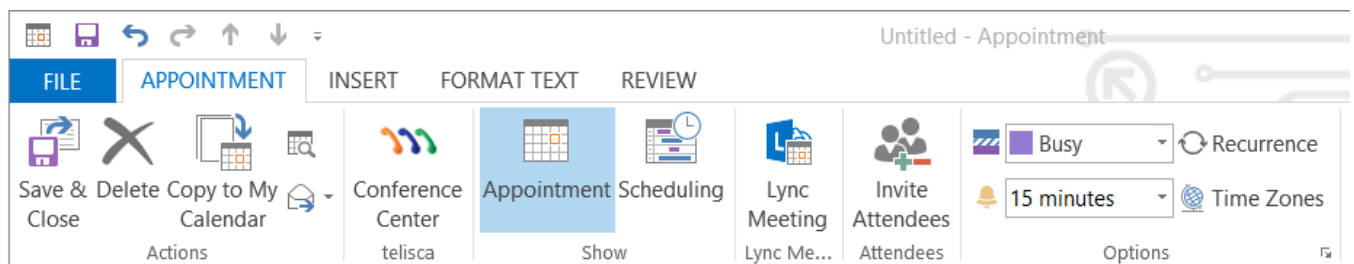 Untitled - Appointment
FILE APPOINTMENT INSERT FORMAT TEXT REVIEW
Save & Close Delete Copy to My Calendar
Conference Center
Appointment Scheduling
Lync Meeting
Invite Attendees
Busy Recurrence
15 minutes Time Zones
Actions telisca Show Lync Me... Attendees Options